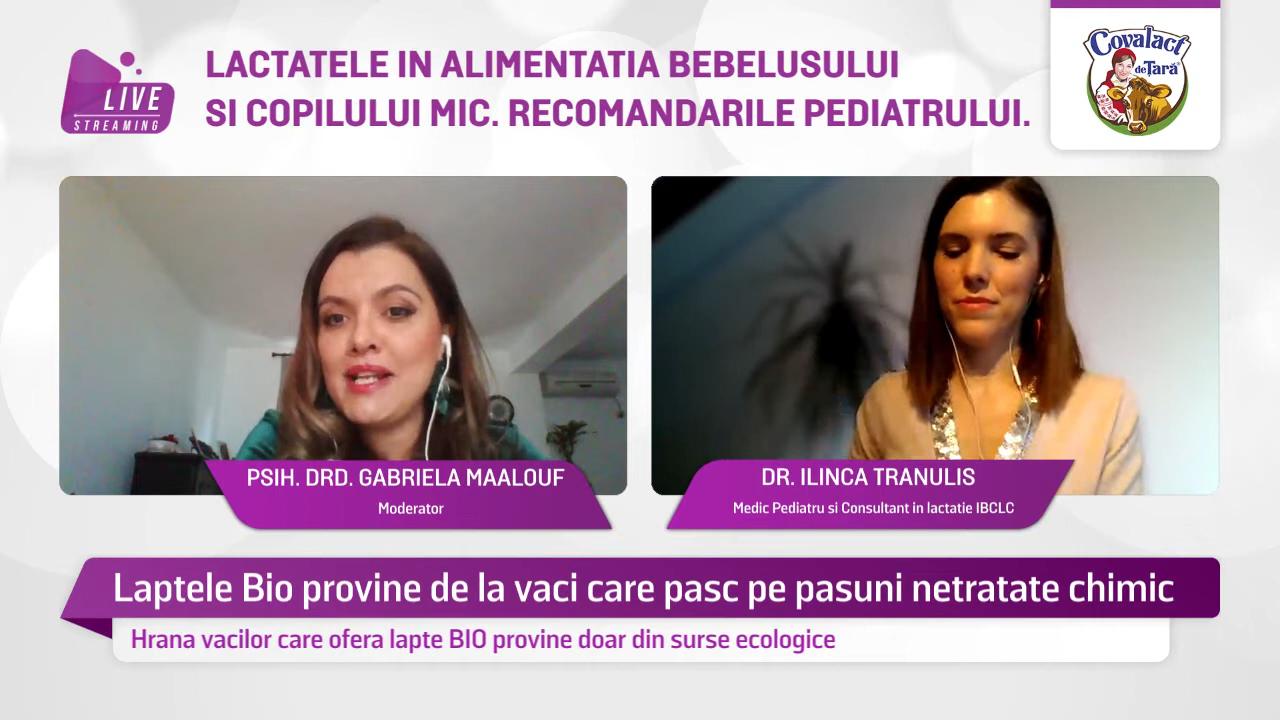 LIVE
STREAMING
LACTATELE IN ALIMENTATIA BEBELUSULUI
SI COPILULUI MIC. RECOMANDARILE PEDIATRULUI.
Covalact
de Țară
PSIH. DRD. GABRIELA MAALOUF
Moderator
DR. ILINCA TRANULIS
Medic Pediatru si Consultant in lactatie IBCLC
Laptele Bio provine de la vaci care pasc pe pasuni netratate chimic
Hrana vacilor care ofera lapte BIO provine doar din surse ecologice